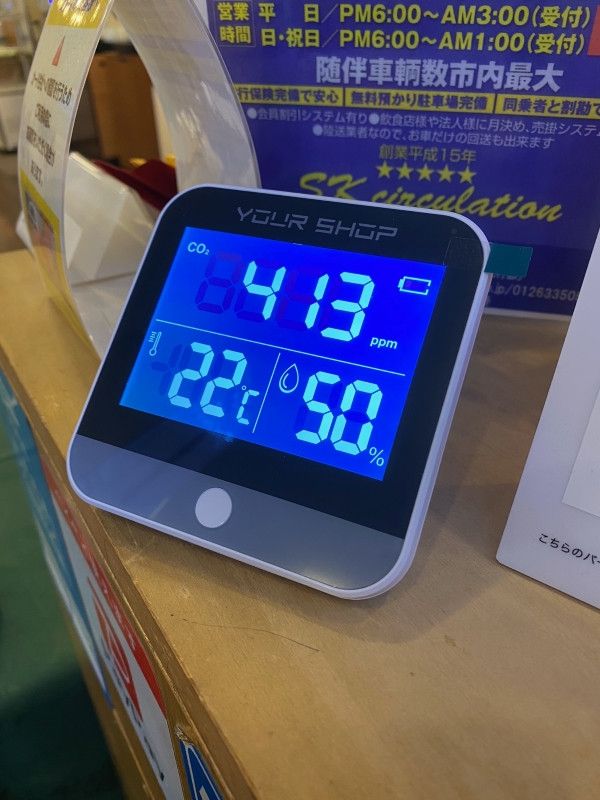 営業 平 日/PM6:00〜AM3:00(受付)
時間 日・祝日/PM6:00〜AM1:00(受付)
随伴車輌数市内最大
行保険完備で安心 無料預かり駐車場完備 同乗者と割勘で
●会員割引システム有り●飲食店様や法人様に月決め、売掛システム
●陸送業者なので、お車だけの回送も出来ます
創業平成15年
★★★★★
SK circulation
YOUR SHOP
CO₂
413
ppm
22℃
50%
こちらのバー